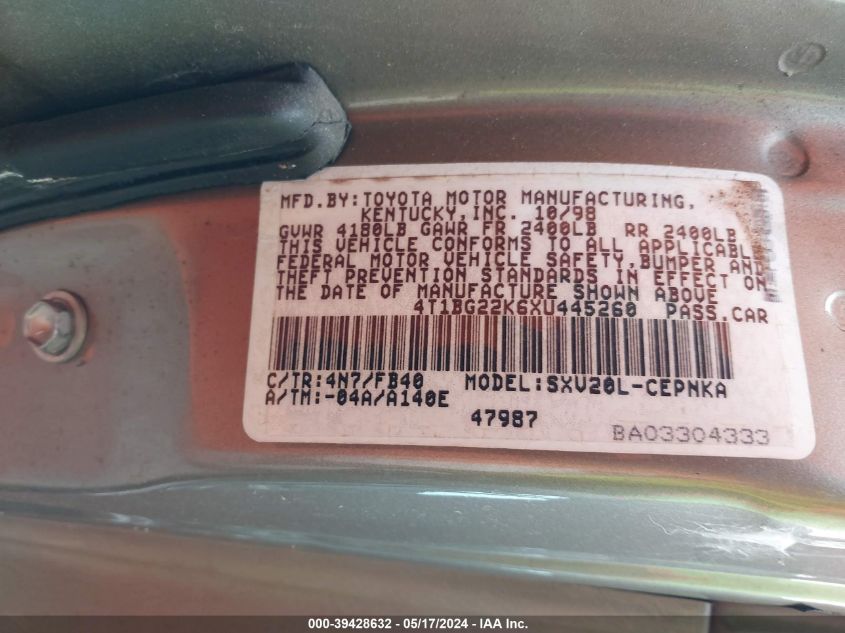 MFD.BY:TOYOTA MOTOR MANUFACTURING,
KENTUCKY,INC. 10/98
GVWR 4180LB GAWR FR 2400LB RR 2400LB
THIS VEHICLE CONFORMS TO ALL APPLICABLE
FEDERAL MOTOR VEHICLE SAFETY,BUMPER AND
THEFT PREVENTION STANDARDS IN EFFECT ON
THE DATE OF MANUFACTURE SHOWN ABOVE
4T1BG22K6XU445260 PASS.CAR
C/TR:4N7/FB40 MODEL:SXV20L-CEPNKA
A/TM:-04A/A140E
47987
BA03304333
000-39428632 / 05/17/2024 - IAA Inc.